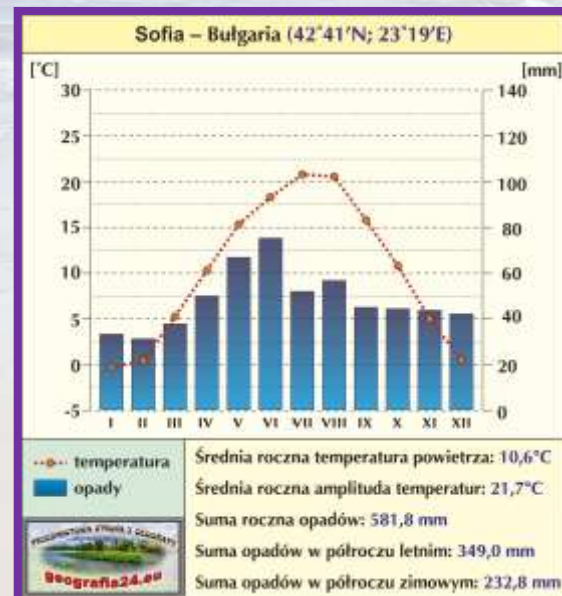 Sofia – Bułgaria (42°41'N; 23°19'E)
[°C] [mm]
30 140
25 120
20 100
15 80
10 60
5 40
0 20
-5 0
I II III IV V VI VII VIII IX X XI XII
temperatura
opady
Średnia roczna temperatura powietrza: 10,6°C
Średnia roczna amplituda temperatur: 21,7°C
Suma roczna opadów: 581,8 mm
Suma opadów w półroczu letnim: 349,0 mm
Suma opadów w półroczu zimowym: 232,8 mm
geografia24.eu